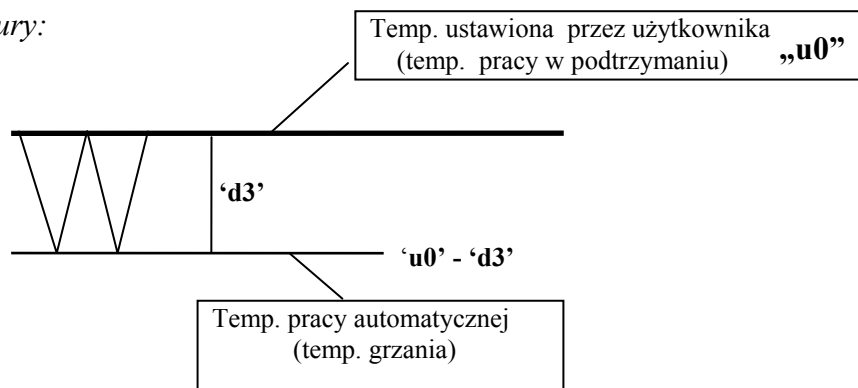 ury:
Temp. ustawiona przez użytkownika
(temp. pracy w podtrzymaniu) „u0”
‘d3’
‘u0’ - ‘d3’
Temp. pracy automatycznej
(temp. grzania)